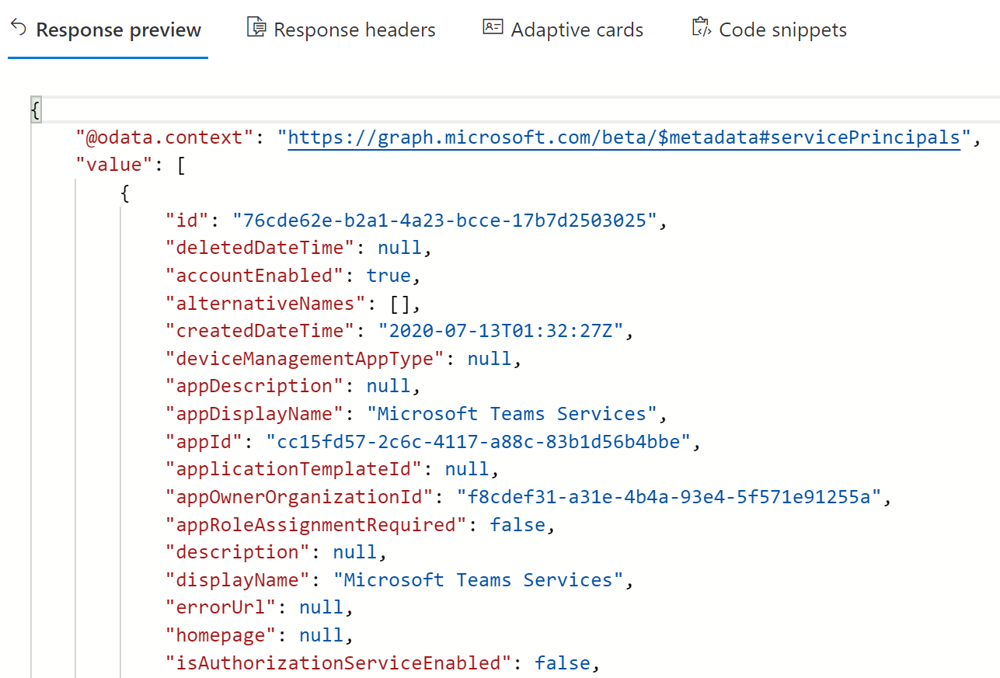 Response preview Response headers Adaptive cards Code snippets
{
"@odata.context": "https://graph.microsoft.com/beta/$metadata#servicePrincipals",
"value": [
{
"id": "76cde62e-b2a1-4a23-bcce-17b7d2503025",
"deletedDateTime": null,
"accountEnabled": true,
"alternativeNames": [],
"createdDateTime": "2020-07-13T01:32:27Z",
"deviceManagementAppType": null,
"appDescription": null,
"appDisplayName": "Microsoft Teams Services",
"appId": "cc15fd57-2c6c-4117-a88c-83b1d56b4bbe",
"applicationTemplateId": null,
"appOwnerOrganizationId": "f8cdef31-a31e-4b4a-93e4-5f571e91255a",
"appRoleAssignmentRequired": false,
"description": null,
"displayName": "Microsoft Teams Services",
"errorUrl": null,
"homepage": null,
"isAuthorizationServiceEnabled": false,